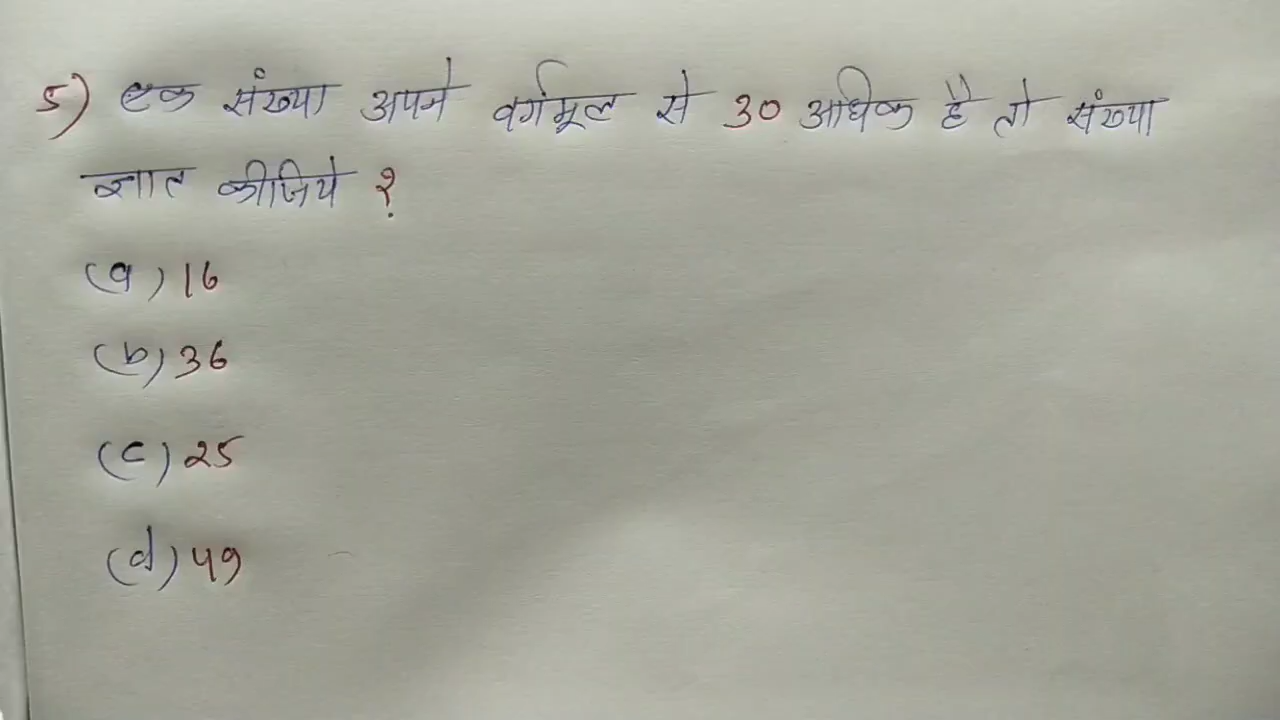 5) एक संख्या अपने वर्गमूल से 30 अधिक है तो संख्या
ज्ञात कीजिये ?
(a) 16
(b) 36
(c) 25
(d) 49